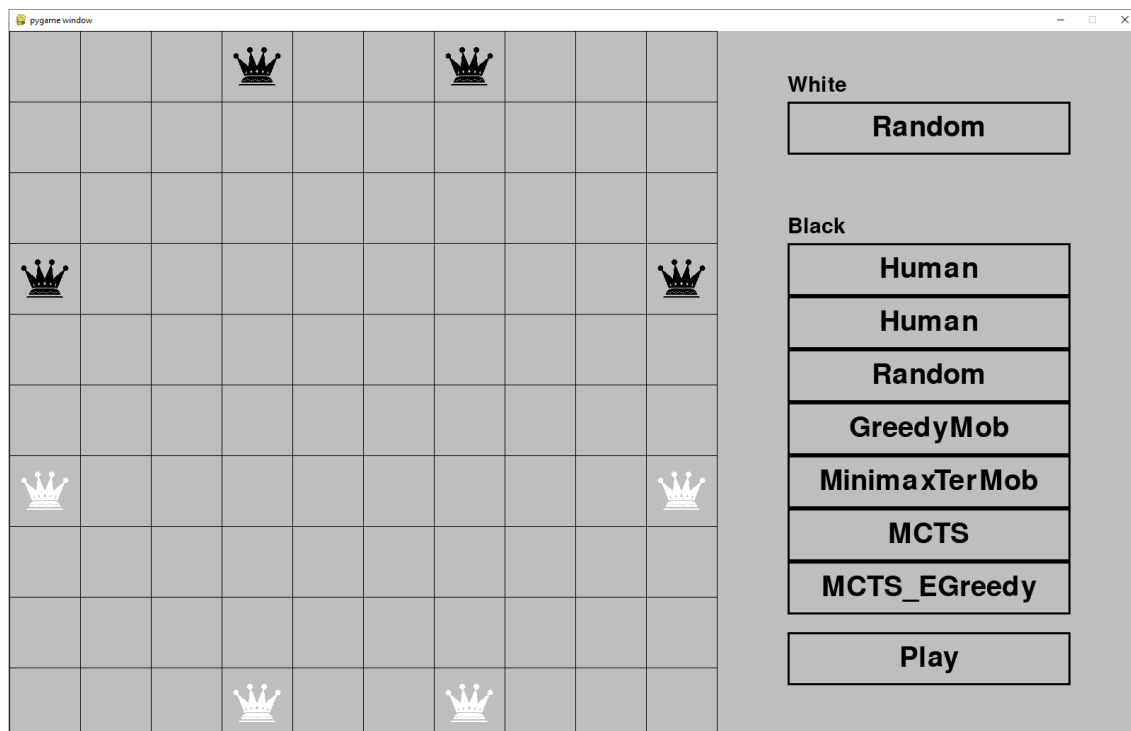 pygame window
White
Random
Black
Human
Human
Random
GreedyMob
MinimaxTerMob
MCTS
MCTS_EGreedy
Play